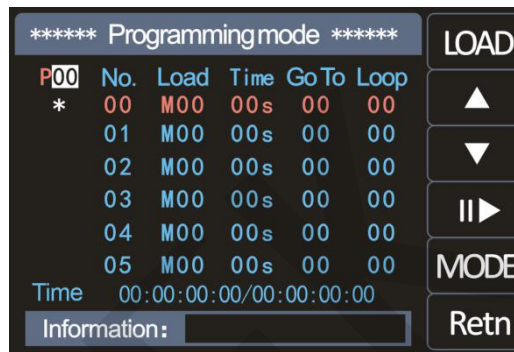 ****** Programming mode ******
P00 No. Load Time Go To Loop
* 00 M00 00s 00 00
01 M00 00s 00 00
02 M00 00s 00 00
03 M00 00s 00 00
04 M00 00s 00 00
05 M00 00s 00 00
Time 00:00:00:00/00:00:00:00
Information:
LOAD
MODE
Retn